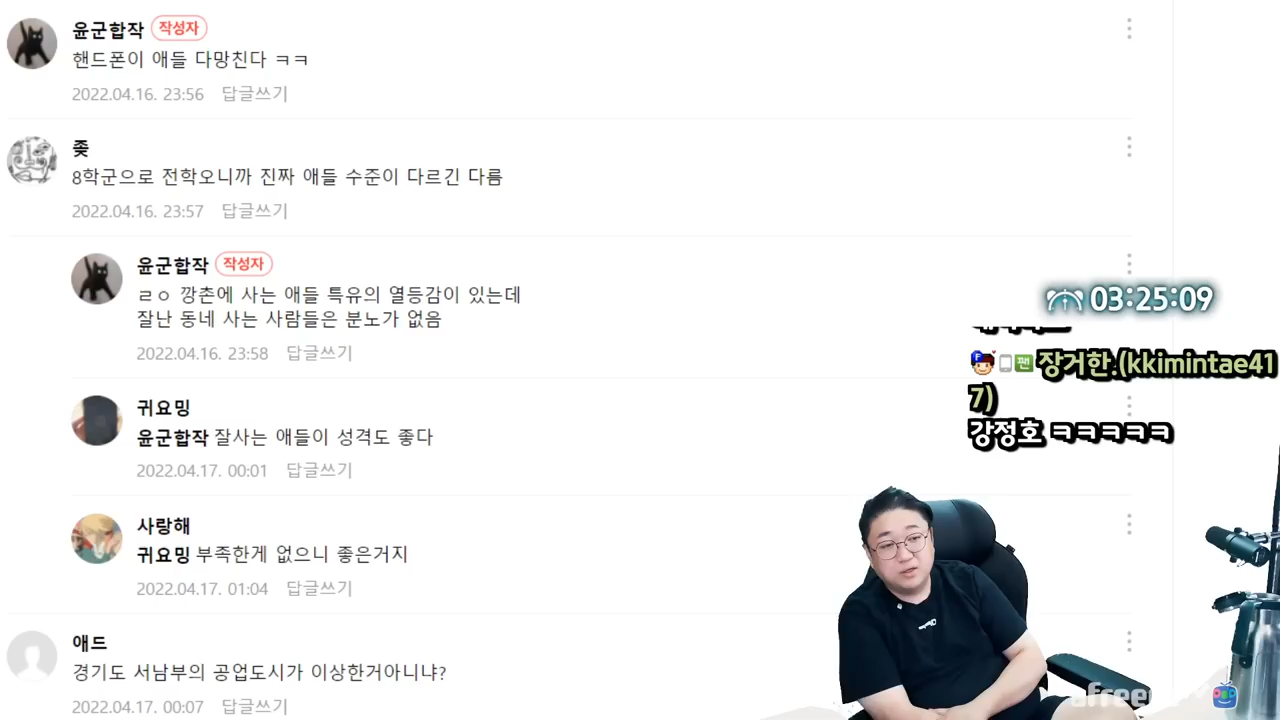 윤군합작 작성자
핸드폰이 애들 다망친다 ㅋㅋ
2022.04.16. 23:56 답글쓰기
좆
8학군으로 전학오니까 진짜 애들 수준이 다르긴 다름
2022.04.16. 23:57 답글쓰기
윤군합작 작성자
ㄹㅇ 깡촌에 사는 애들 특유의 열등감이 있는데
잘난 동네 사는 사람들은 분노가 없음
2022.04.16. 23:58 답글쓰기
귀요밍
윤군합작 잘사는 애들이 성격도 좋다
2022.04.17. 00:01 답글쓰기
사랑해
귀요밍 부족한게 없으니 좋은거지
2022.04.17. 01:04 답글쓰기
애드
경기도 서남부의 공업도시가 이상한거아니냐?
2022.04.17. 00:07 답글쓰기
03:25:09
F 팬 장거한.(kkimintae41
7)
강정호 ㅋㅋㅋㅋㅋ